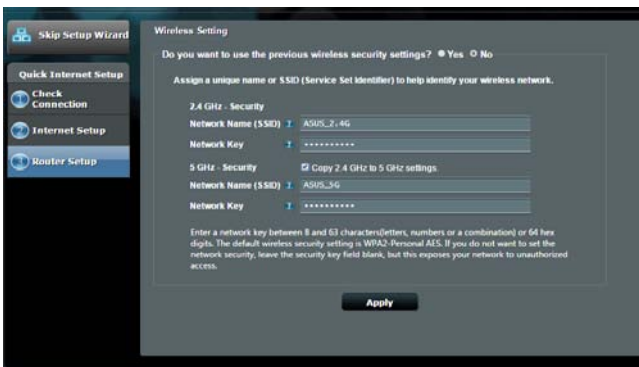 Skip Setup Wizard
Quick Internet Setup
1 Check
Connection
2 Internet Setup
3 Router Setup
Wireless Setting
Do you want to use the previous wireless security settings? Yes No
Assign a unique name or SSID (Service Set Identifier) to help identify your wireless network.
2.4 GHz - Security
Network Name (SSID) ? ASUS_2.4G
Network Key ? ••••••••••
5 GHz - Security Copy 2.4 GHz to 5 GHz settings.
Network Name (SSID) ? ASUS_5G
Network Key ? ••••••••••
Enter a network key between 8 and 63 characters(letters, numbers or a combination) or 64 hex
digits. The default wireless security setting is WPA2-Personal AES. If you do not want to set the
network security, leave the security key field blank, but this exposes your network to unauthorized
access.
Apply